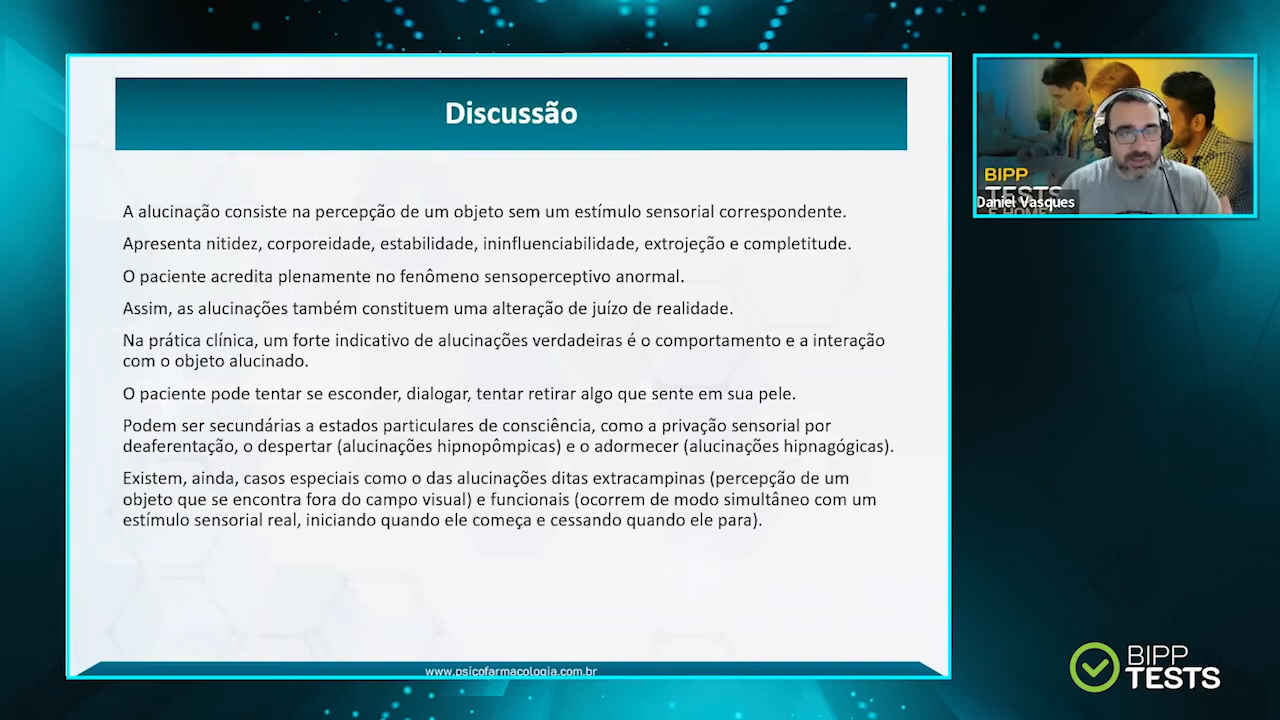 Discussão
A alucinação consiste na percepção de um objeto sem um estímulo sensorial correspondente.
Apresenta nitidez, corporeidade, estabilidade, ininfluenciabilidade, extrojeção e completitude.
O paciente acredita plenamente no fenômeno sensoperceptivo anormal.
Assim, as alucinações também constituem uma alteração de juízo de realidade.
Na prática clínica, um forte indicativo de alucinações verdadeiras é o comportamento e a interação
com o objeto alucinado.
O paciente pode tentar se esconder, dialogar, tentar retirar algo que sente em sua pele.
Podem ser secundárias a estados particulares de consciência, como a privação sensorial por
deaferentação, o despertar (alucinações hipnopômpicas) e o adormecer (alucinações hipnagógicas).
Existem, ainda, casos especiais como o das alucinações ditas extracampinas (percepção de um
objeto que se encontra fora do campo visual) e funcionais (ocorrem de modo simultâneo com um
estímulo sensorial real, iniciando quando ele começa e cessando quando ele para).
www.psicofarmacologia.com.br
BIPP
TESTS
Daniel Vasques
É HOME
BIPP
TESTS